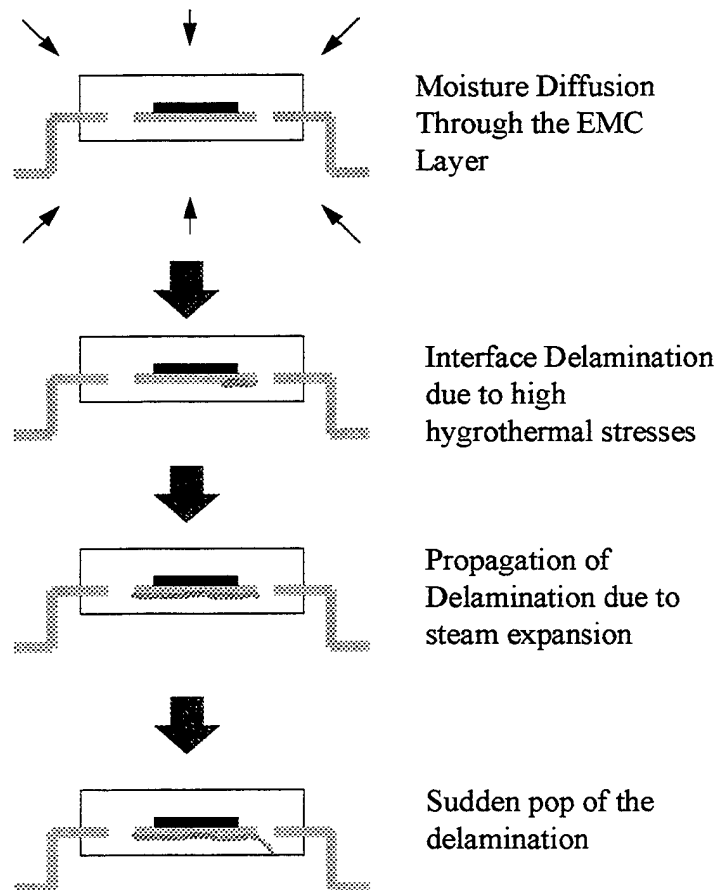 Moisture Diffusion
Through the EMC
Layer
Interface Delamination
due to high
hygrothermal stresses
Propagation of
Delamination due to
steam expansion
Sudden pop of the
delamination